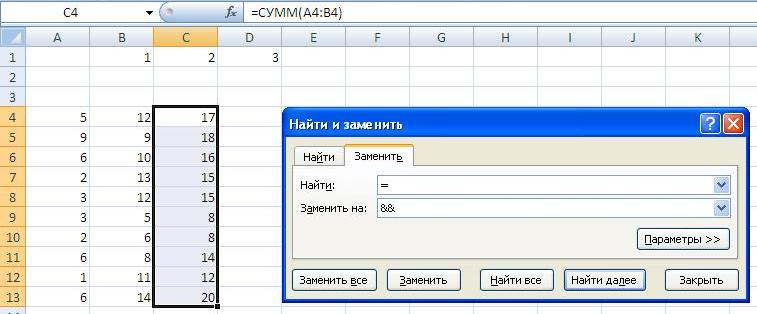 C4 fx =СУММ(A4:B4)
A B C D E F G H I J K
1 1 2 3
2
3
4 5 12 17
5 9 9 18
6 6 10 16
7 2 13 15
8 3 12 15
9 3 5 8
10 2 6 8
11 6 8 14
12 1 11 12
13 6 14 20
Найти и заменить
Найти Заменить
Найти: =
Заменить на: &&
Параметры >>
Заменить все Заменить Найти все Найти далее Закрыть